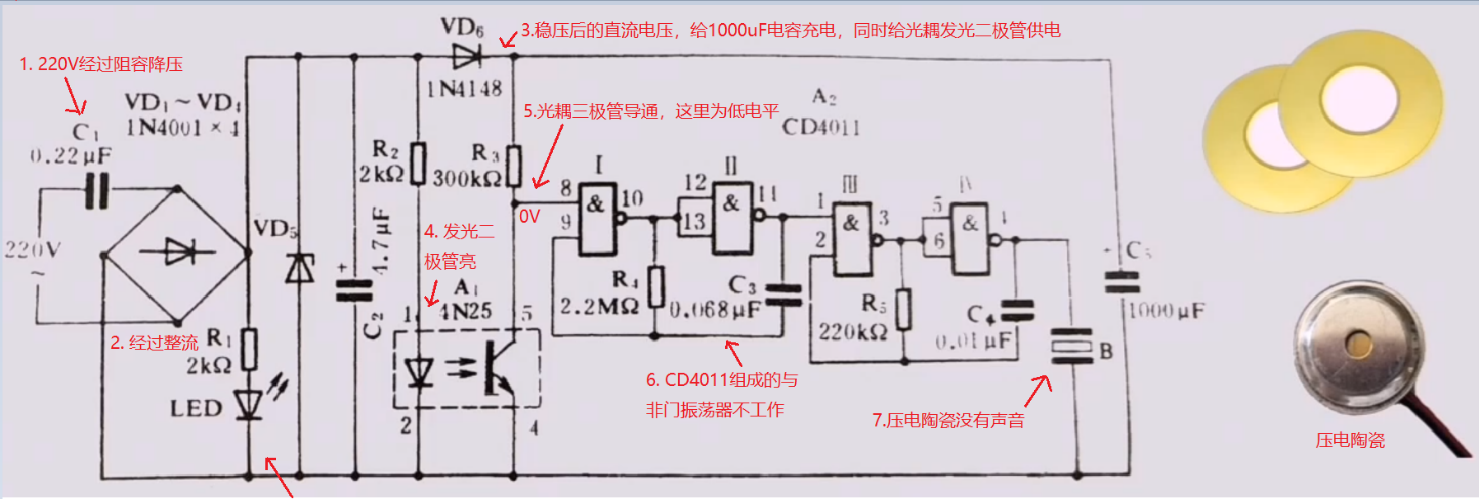 VD₆
3.稳压后的直流电压，给1000uF电容充电，同时给光耦发光二极管供电
1. 220V经过阻容降压
1N4148
VD₁～VD₄
1N4001×4
C₁
0.22μF
5.光耦三极管导通，这里为低电平
A₂
CD4011
R₂
2kΩ
R₃
300kΩ
I
II
III
IV
8
9
&
10
12
13
&
11
1
2
&
3
5
6
&
4
0V
220V
~
VD₅
+
4.7μF
C₂
4. 发光二
极管亮
A₁
4N25
1
5
2
4
R₄
2.2MΩ
C₃
0.068μF
R₅
220kΩ
C₄
0.01μF
B
+
C₅
1000μF
2. 经过整流
R₁
2kΩ
LED
6. CD4011组成的与
非门振荡器不工作
7.压电陶瓷没有声音
压电陶瓷